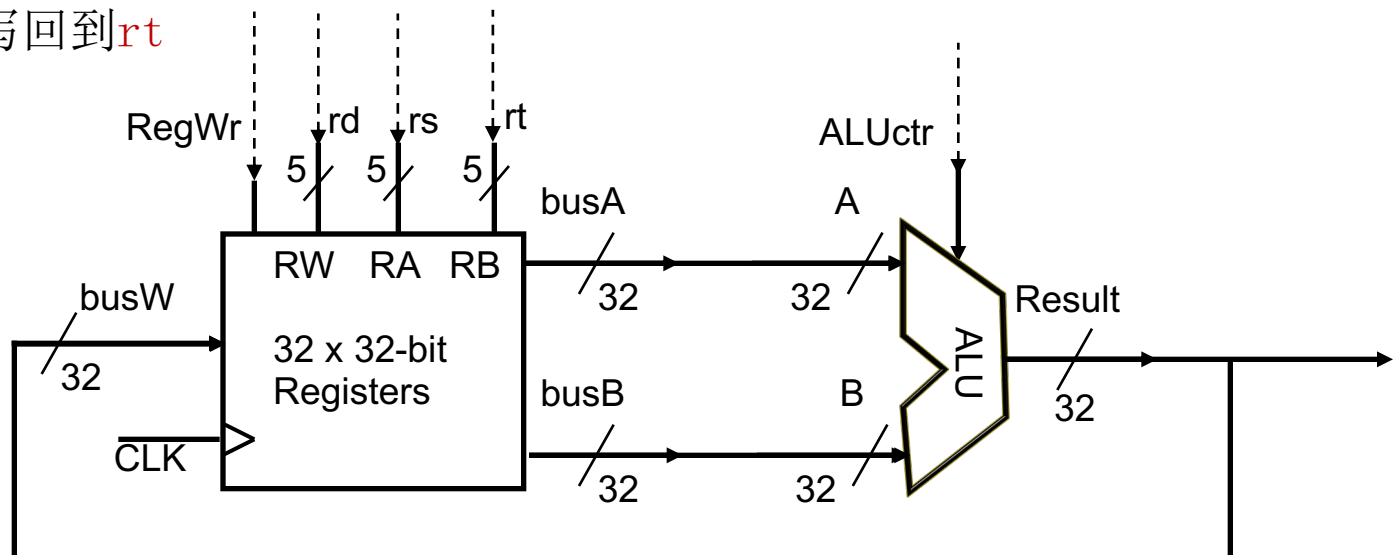 写回到rt
RegWr
rd
rs
rt
ALUctr
5
5
5
busA
A
RW RA RB
busW
32
32
Result
32 x 32-bit
Registers
ALU
32
busB
B
32
CLK
32
32